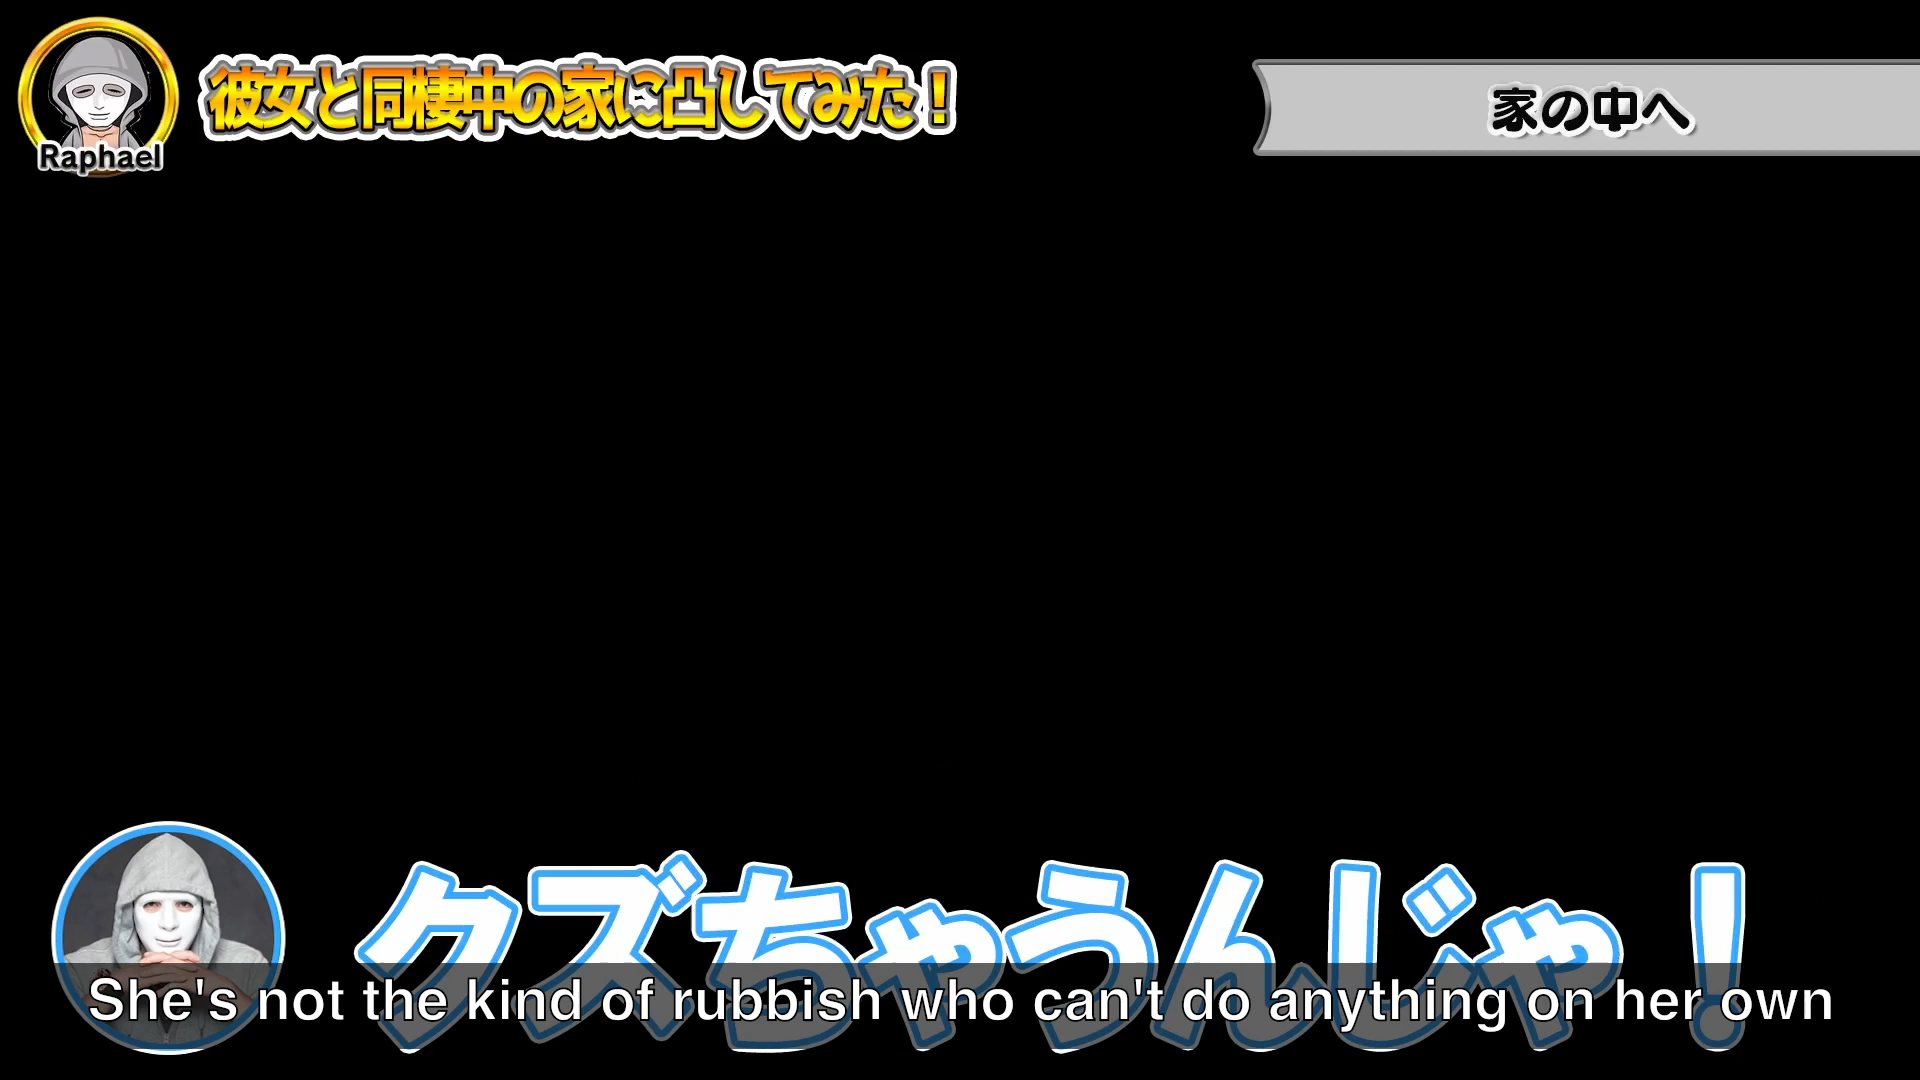 彼女と同棲中の家に凸してみた！
家の中へ
Raphael
クズちゃうんじゃ！
She's not the kind of rubbish who can't do anything on her own